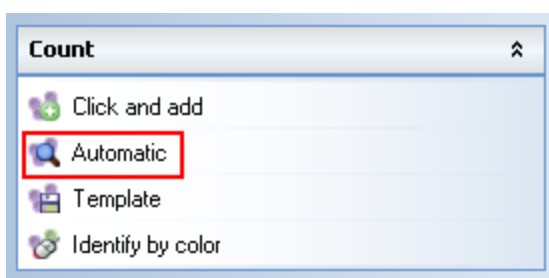 Count
Click and add
Automatic
Template
Identify by color